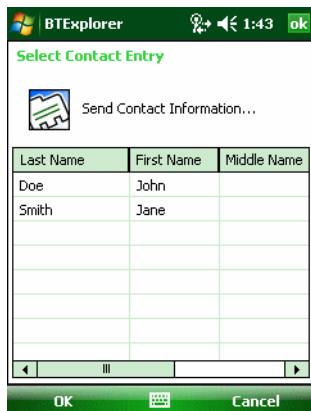 BTExplorer 1:43 ok
Select Contact Entry
Send Contact Information...
Last Name First Name Middle Name
Doe John
Smith Jane
OK Cancel